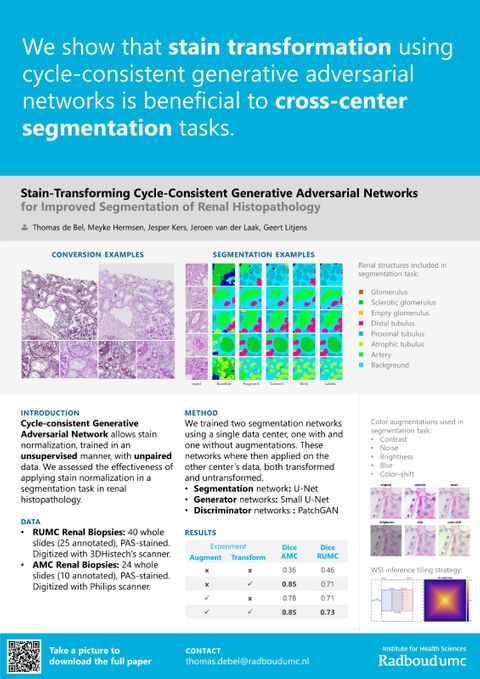 We show that stain transformation using
cycle-consistent generative adversarial
networks is beneficial to cross-center
segmentation tasks.
Stain-Transforming Cycle-Consistent Generative Adversarial Networks
for Improved Segmentation of Renal Histopathology
Thomas de Bel, Meyke Hermsen, Jesper Kers, Jeroen van der Laak, Geert Litjens
CONVERSION EXAMPLES
SEGMENTATION EXAMPLES
Input Baseline Augment Convert Both Labels
Renal structures included in
segmentation task:
Glomerulus
Sclerotic glomerulus
Empty glomerulus
Distal tubulus
Proximal tubulus
Atrophic tubulus
Artery
Background
INTRODUCTION
Cycle-consistent Generative
Adversarial Network allows stain
normalization, trained in an
unsupervised manner, with unpaired
data. We assessed the effectiveness of
applying stain normalization in a
segmentation task in renal
histopathology.
DATA
• RUMC Renal Biopsies: 40 whole
slides (25 annotated), PAS-stained.
Digitized with 3DHistech's scanner.
• AMC Renal Biopsies: 24 whole
slides (10 annotated), PAS-stained.
Digitized with Philips scanner.
METHOD
We trained two segmentation networks
using a single data center, one with and
one without augmentations. These
networks where then applied on the
other center's data, both transformed
and untransformed.
• Segmentation network: U-Net
• Generator networks: Small U-Net
• Discriminator networks : PatchGAN
RESULTS
Experiment Dice Dice
Augment Transform AMC RUMC
x x 0.36 0.46
x ✓ 0.85 0.71
✓ x 0.78 0.71
✓ ✓ 0.85 0.73
Color augmentations used in
segmentation task:
• Contrast
• Noise
• Brightness
• Blur
• Color-shift
original contrast noise
brightness blur color-shift
WSI inference tiling strategy:
Take a picture to
download the full paper
CONTACT
thomas.debel@radboudumc.nl
Institute for Health Sciences
Radboudumc